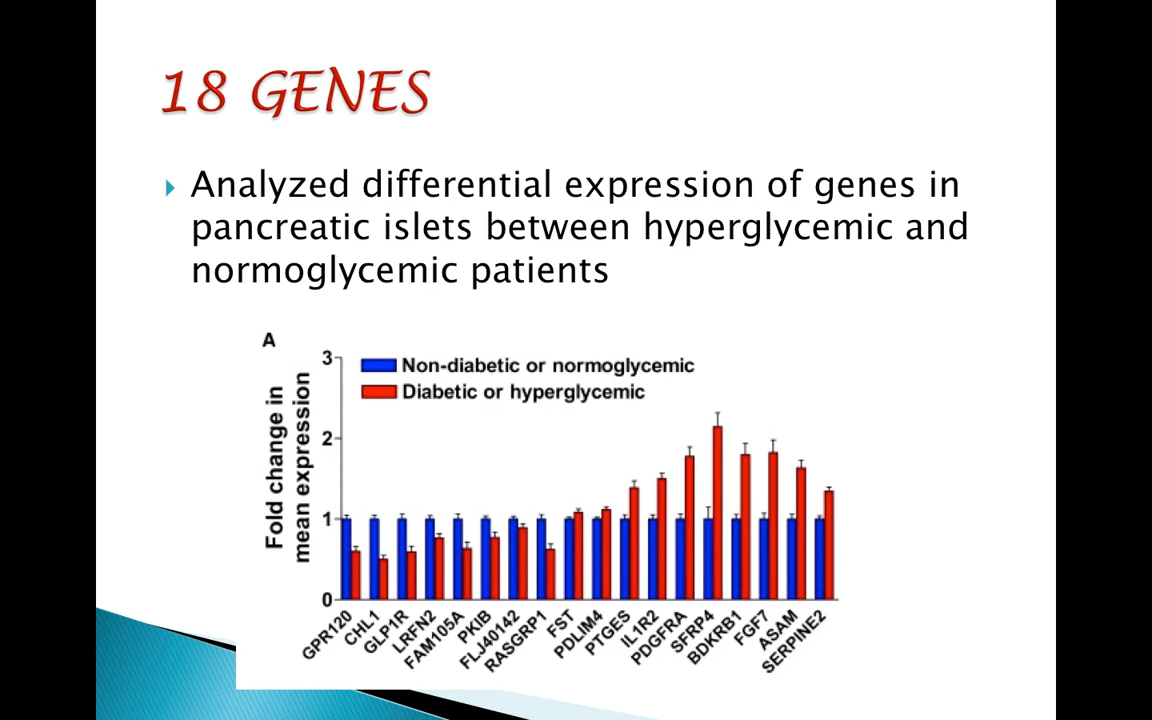 18 GENES
Analyzed differential expression of genes in
pancreatic islets between hyperglycemic and
normoglycemic patients
A
3
2
1
0
Fold change in
mean expression
Non-diabetic or normoglycemic
Diabetic or hyperglycemic
GPR120
CHL1
GLP1R
LRFN2
FAM105A
PKIB
FLJ40142
RASGRP1
FST
PDLIM4
PTGES
IL1R2
PDGFRA
SFRP4
BDKRB1
FGF7
ASAM
SERPINE2